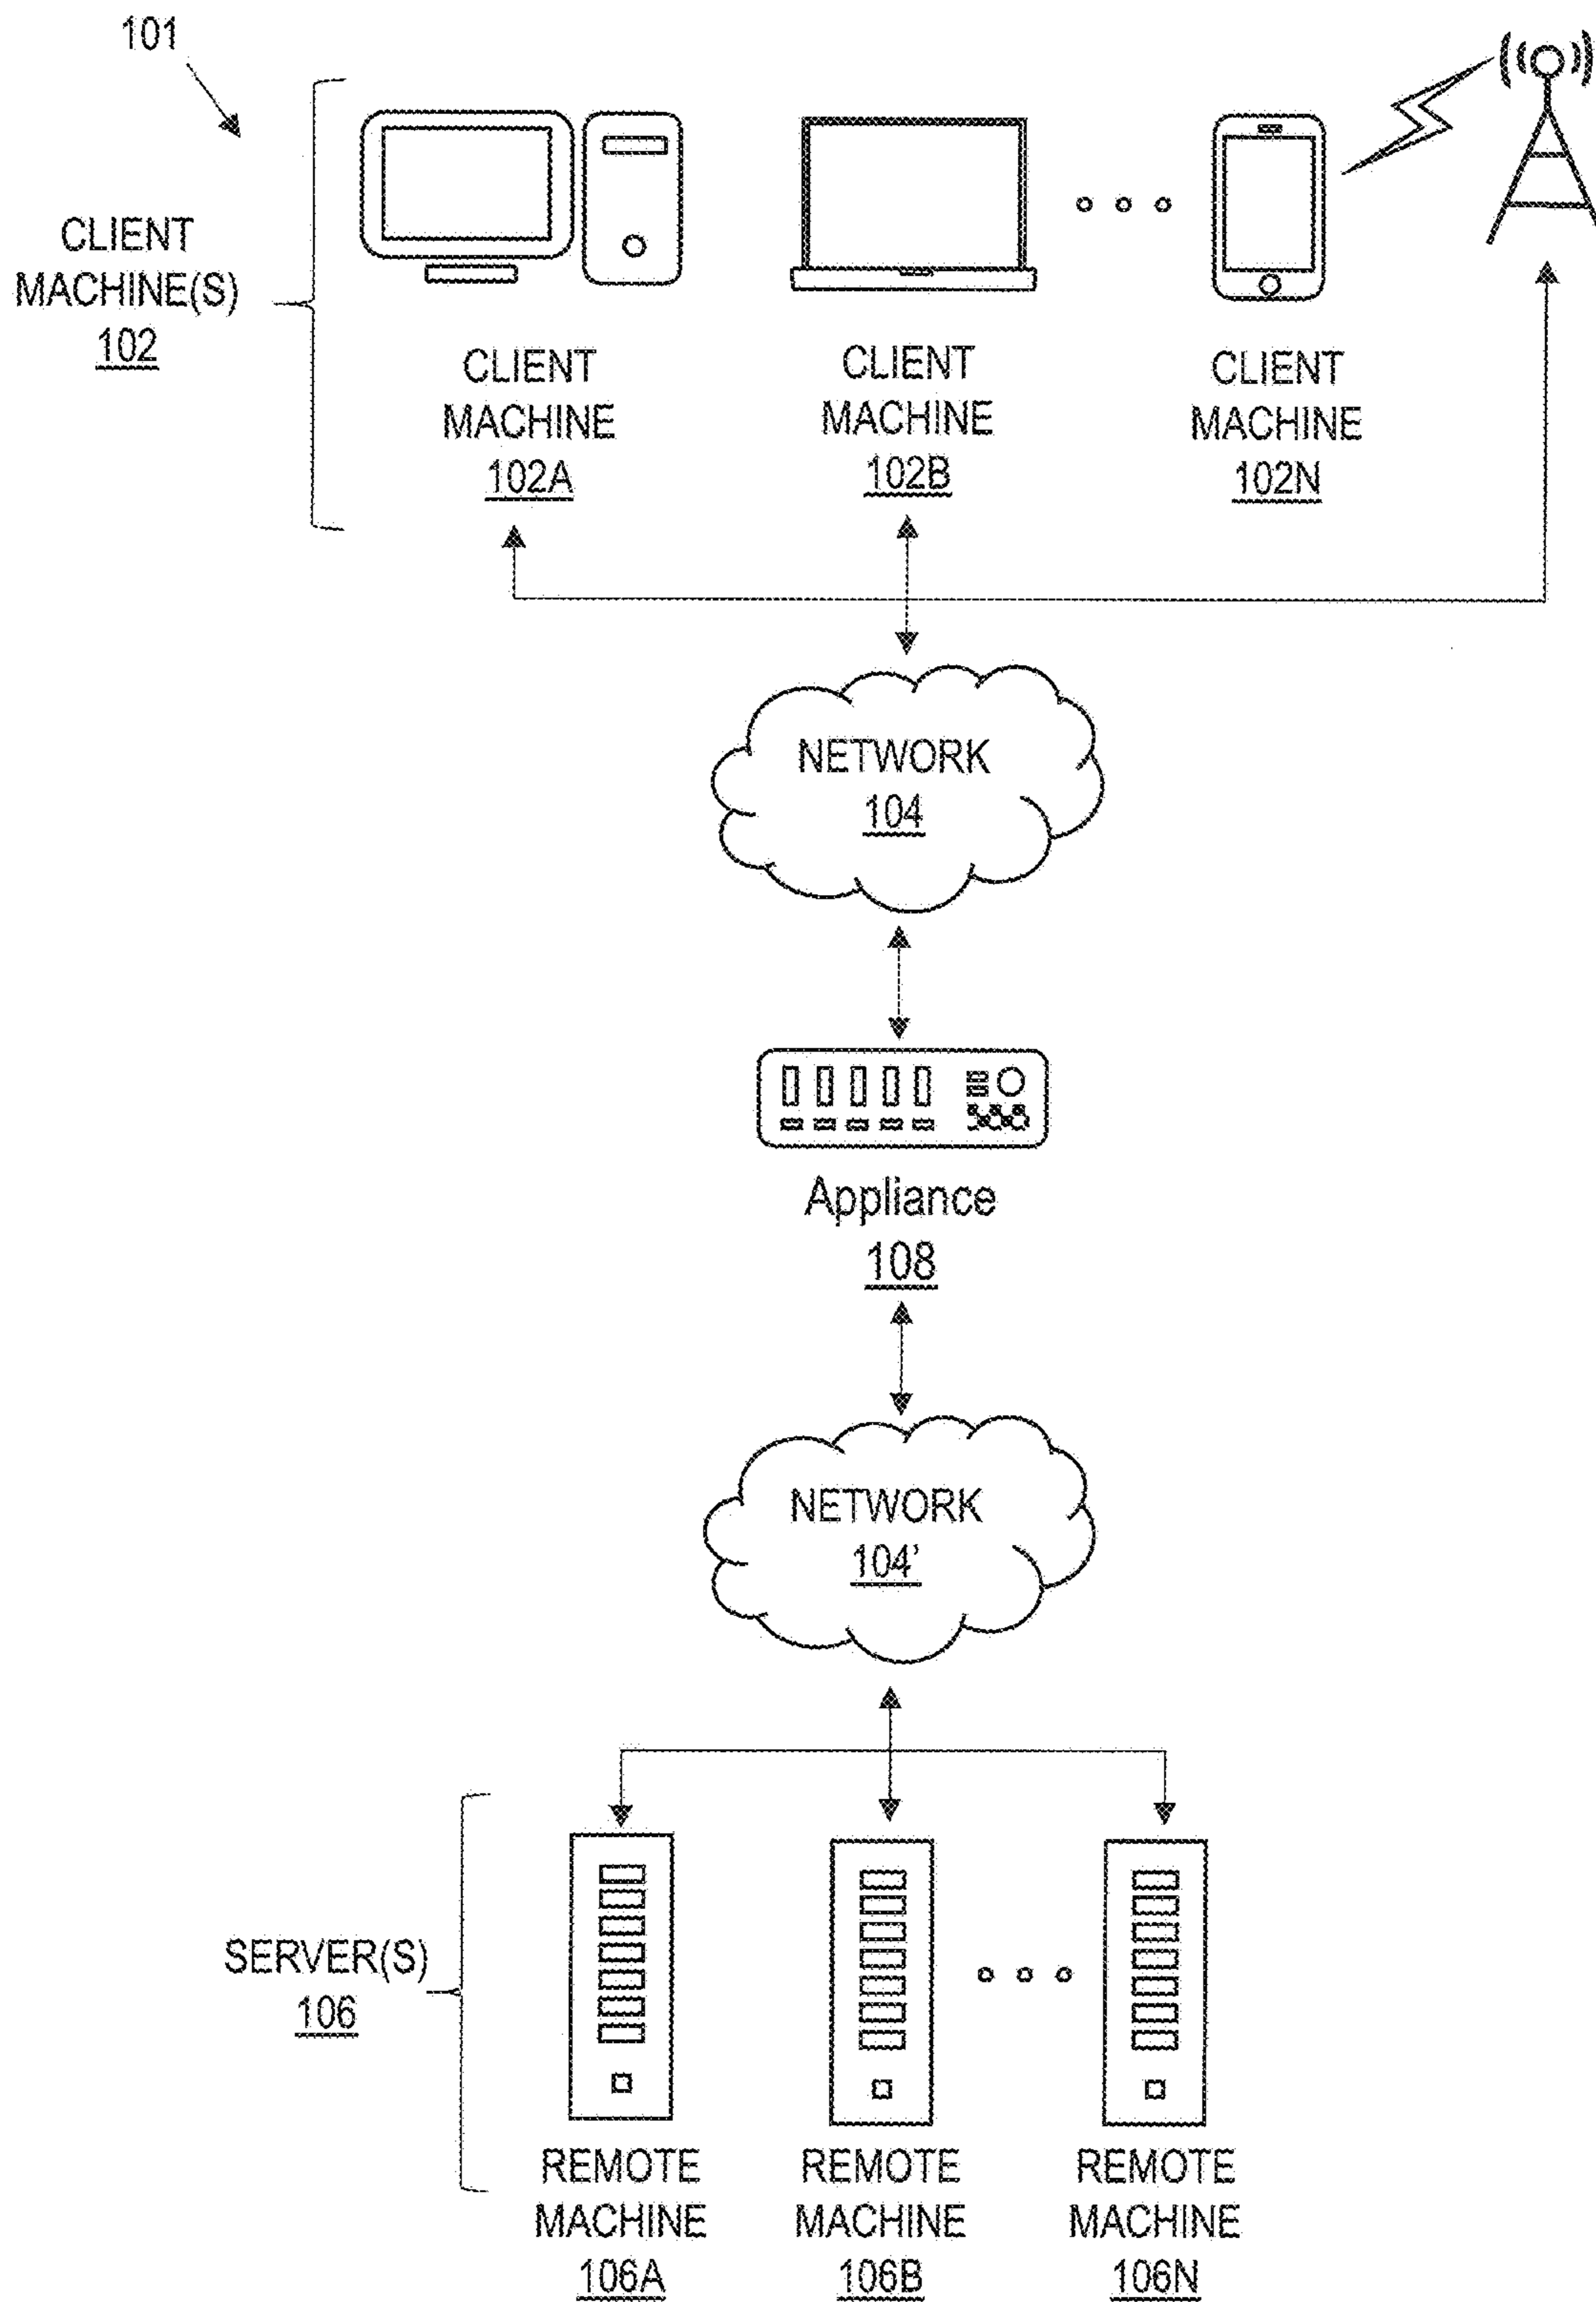 101
CLIENT
MACHINE(S)
102
CLIENT
MACHINE
102A
CLIENT
MACHINE
102B
CLIENT
MACHINE
102N
NETWORK
104
Appliance
108
NETWORK
104'
SERVER(S)
106
REMOTE
MACHINE
106A
REMOTE
MACHINE
106B
REMOTE
MACHINE
106N